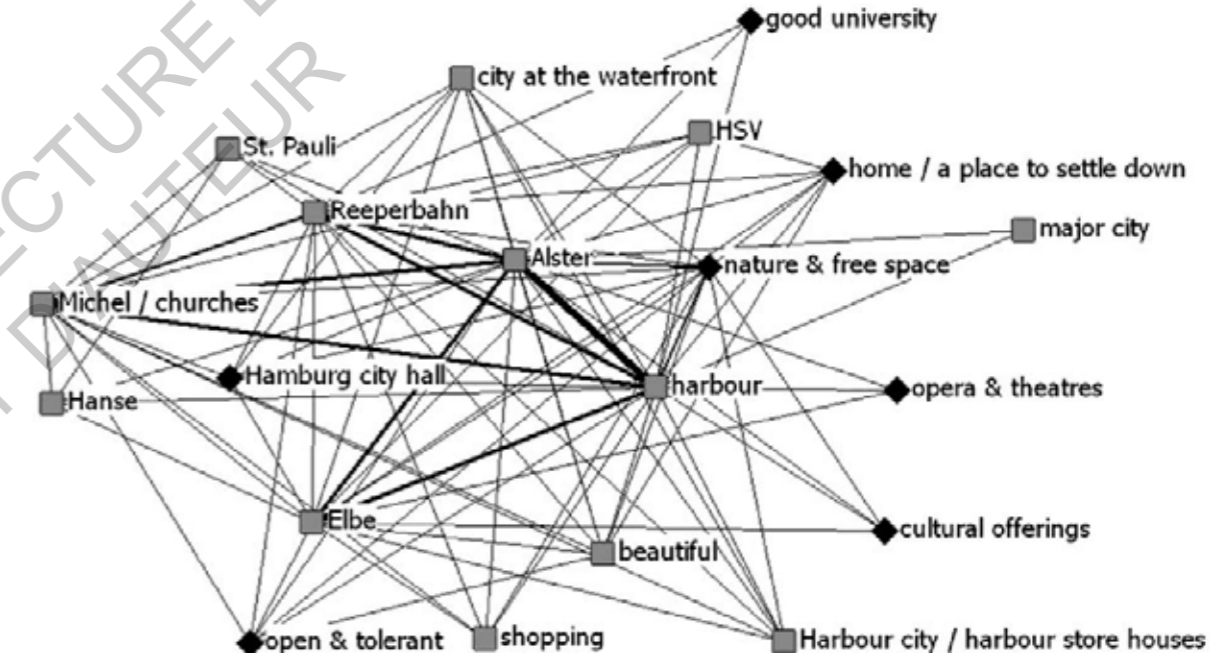 good university
city at the waterfront
HSV
St. Pauli
home / a place to settle down
Reeperbahn
major city
Alster
nature & free space
Michel / churches
Hamburg city hall
harbour
opera & theatres
Hanse
Elbe
cultural offerings
beautiful
open & tolerant
shopping
Harbour city / harbour store houses
ECTURE
DAUTEUR